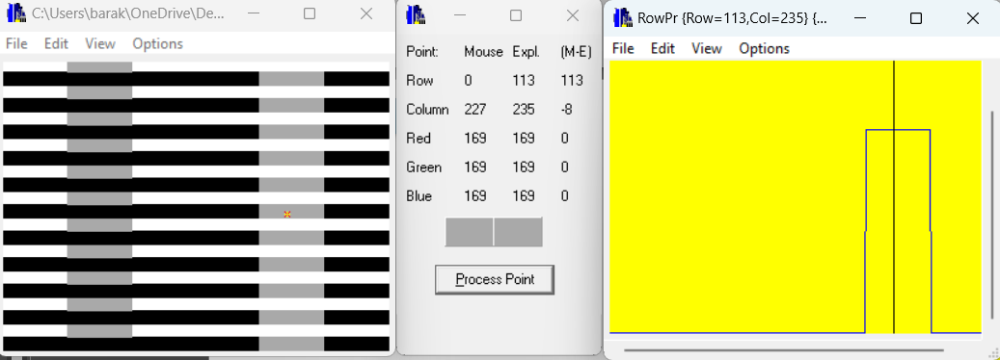 C:\Users\barak\OneDrive\De...
File Edit View Options
Point: Mouse Expl. (M-E)
Row 0 113 113
Column 227 235 -8
Red 169 169 0
Green 169 169 0
Blue 169 169 0
Process Point
RowPr {Row=113,Col=235} {...
File Edit View Options